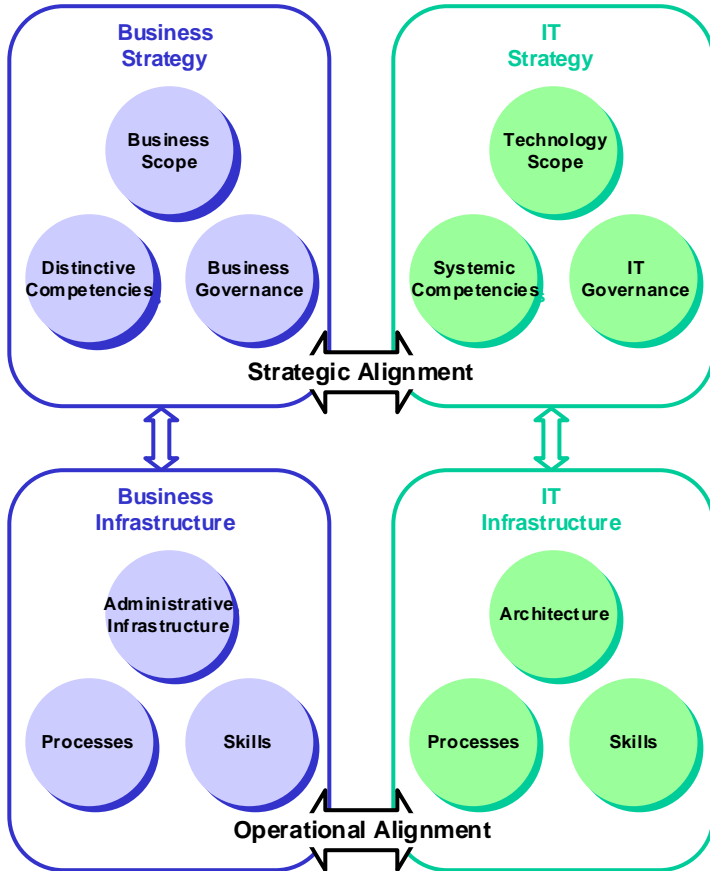 Business
Strategy
Business
Scope
Distinctive
Competencies
Business
Governance
IT
Strategy
Technology
Scope
Systemic
Competencies
IT
Governance
Strategic Alignment
Business
Infrastructure
Administrative
Infrastructure
Processes
Skills
IT
Infrastructure
Architecture
Processes
Skills
Operational Alignment